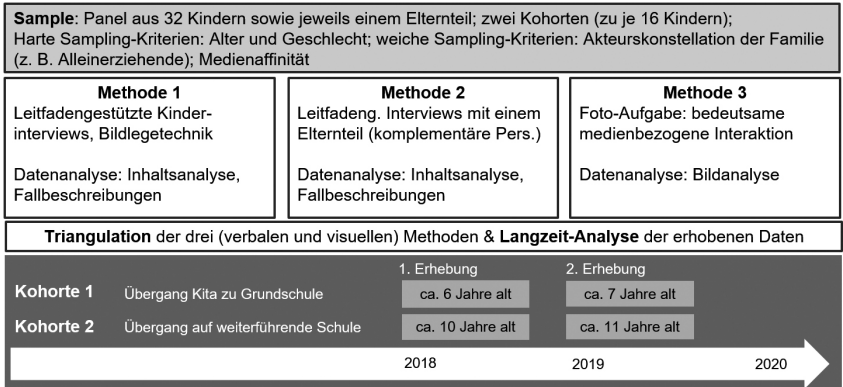 Sample: Panel aus 32 Kindern sowie jeweils einem Elternteil; zwei Kohorten (zu je 16 Kindern);
Harte Sampling-Kriterien: Alter und Geschlecht; weiche Sampling-Kriterien: Akteurskonstellation der Familie
(z. B. Alleinerziehende); Medienaffinität
Methode 1
Leitfadengestützte Kinder-
interviews, Bildlegetechnik
Datenanalyse: Inhaltsanalyse,
Fallbeschreibungen
Methode 2
Leitfadeng. Interviews mit einem
Elternteil (komplementäre Pers.)
Datenanalyse: Inhaltsanalyse,
Fallbeschreibungen
Methode 3
Foto-Aufgabe: bedeutsame
medienbezogene Interaktion
Datenanalyse: Bildanalyse
Triangulation der drei (verbalen und visuellen) Methoden & Langzeit-Analyse der erhobenen Daten
1. Erhebung 2. Erhebung
Kohorte 1 Übergang Kita zu Grundschule ca. 6 Jahre alt ca. 7 Jahre alt
Kohorte 2 Übergang auf weiterführende Schule ca. 10 Jahre alt ca. 11 Jahre alt
2018 2019 2020